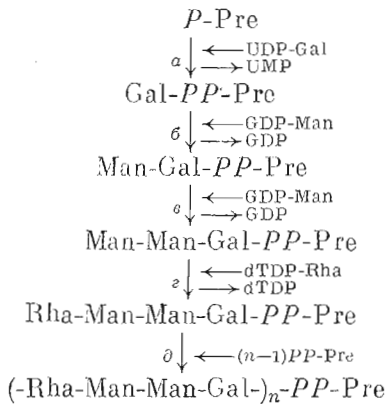 P-Pre
UDP-Gal
а
UMP
Gal-PP-Pre
GDP-Man
б
GDP
Man-Gal-PP-Pre
GDP-Man
в
GDP
Man-Man-Gal-PP-Pre
dTDP-Rha
г
dTDP
Rha-Man-Man-Gal-PP-Pre
д (n—1)PP-Pre
(-Rha-Man-Man-Gal-)n-PP-Pre